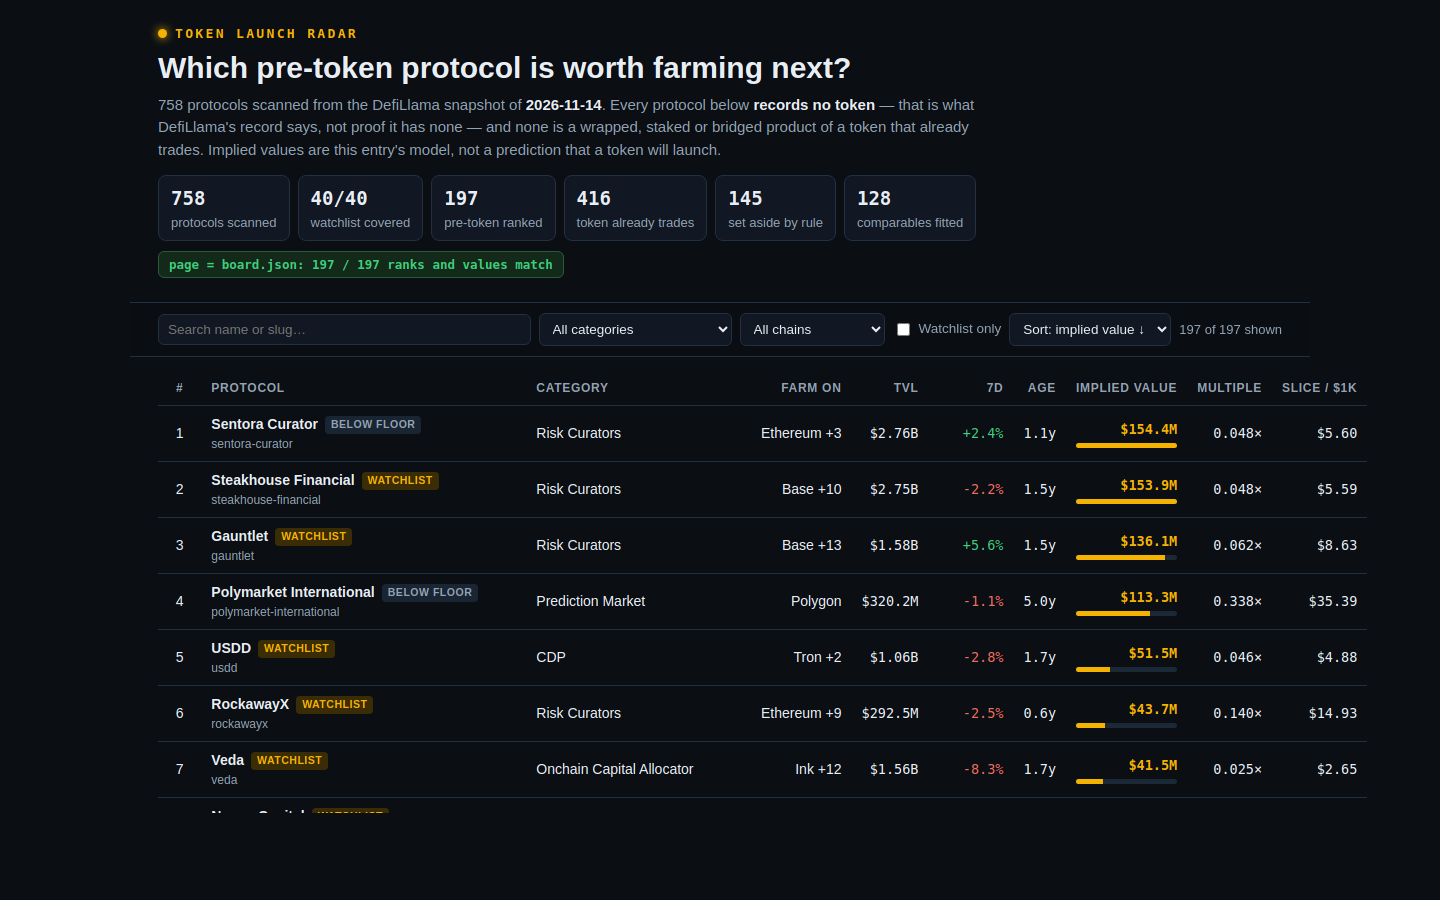 TOKEN LAUNCH RADAR
Which pre-token protocol is worth farming next?
758 protocols scanned from the DefiLlama snapshot of 2026-11-14. Every protocol below records no token — that is what
DefiLlama's record says, not proof it has none — and none is a wrapped, staked or bridged product of a token that already
trades. Implied values are this entry's model, not a prediction that a token will launch.
758 40/40 197 416 145 128
protocols scanned watchlist covered pre-token ranked token already trades set aside by rule comparables fitted
page = board.json: 197 / 197 ranks and values match
Search name or slug… All categories All chains Watchlist only Sort: implied value ↓ 197 of 197 shown
# PROTOCOL CATEGORY FARM ON TVL 7D AGE IMPLIED VALUE MULTIPLE SLICE / $1K
1 Sentora Curator BELOW FLOOR Risk Curators Ethereum +3 $2.76B +2.4% 1.1y $154.4M 0.048× $5.60
sentora-curator
2 Steakhouse Financial WATCHLIST Risk Curators Base +10 $2.75B -2.2% 1.5y $153.9M 0.048× $5.59
steakhouse-financial
3 Gauntlet WATCHLIST Risk Curators Base +13 $1.58B +5.6% 1.5y $136.1M 0.062× $8.63
gauntlet
4 Polymarket International BELOW FLOOR Prediction Market Polygon $320.2M -1.1% 5.0y $113.3M 0.338× $35.39
polymarket-international
5 USDD WATCHLIST CDP Tron +2 $1.06B -2.8% 1.7y $51.5M 0.046× $4.88
usdd
6 RockawayX WATCHLIST Risk Curators Ethereum +9 $292.5M -2.5% 0.6y $43.7M 0.140× $14.93
rockawayx
7 Veda WATCHLIST Onchain Capital Allocator Ink +12 $1.56B -8.3% 1.7y $41.5M 0.025× $2.65
veda